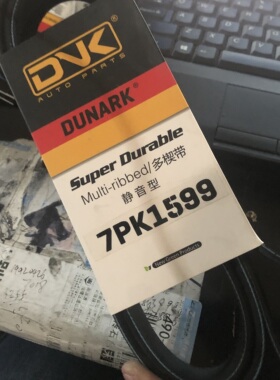 DNK
AUTO PARTS
DUNARK®
Super Durable
Multi-ribbed/多楔带
静音型
7PK1599